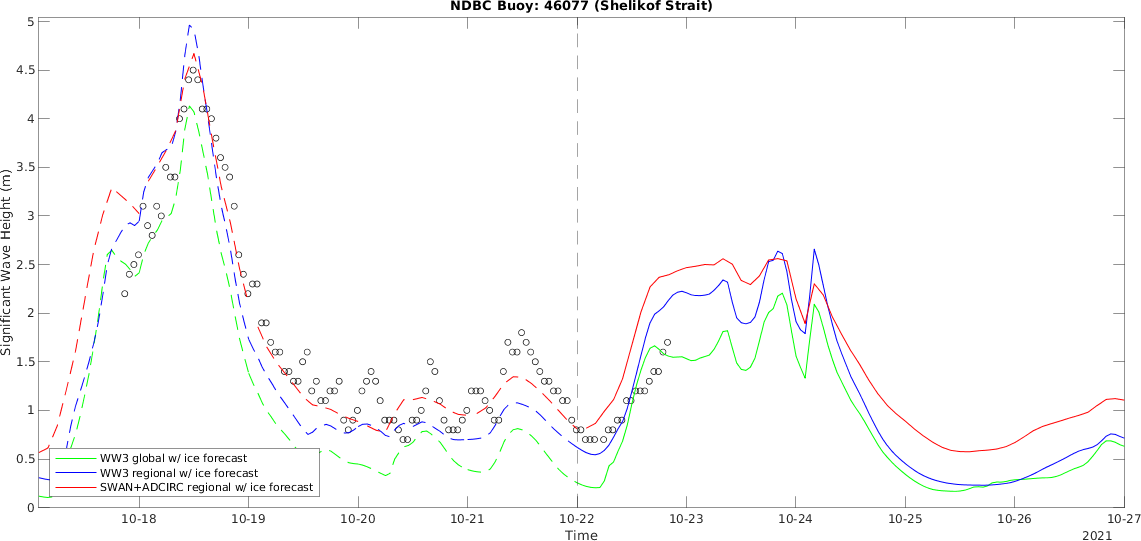 NDBC Buoy: 46077 (Shelikof Strait)
5
4.5
4
3.5
3
2.5
2
1.5
1
0.5
0
Significant Wave Height (m)
WW3 global w/ ice forecast
WW3 regional w/ ice forecast
SWAN+ADCIRC regional w/ ice forecast
10-18 10-19 10-20 10-21 10-22 10-23 10-24 10-25 10-26 10-27
Time
2021